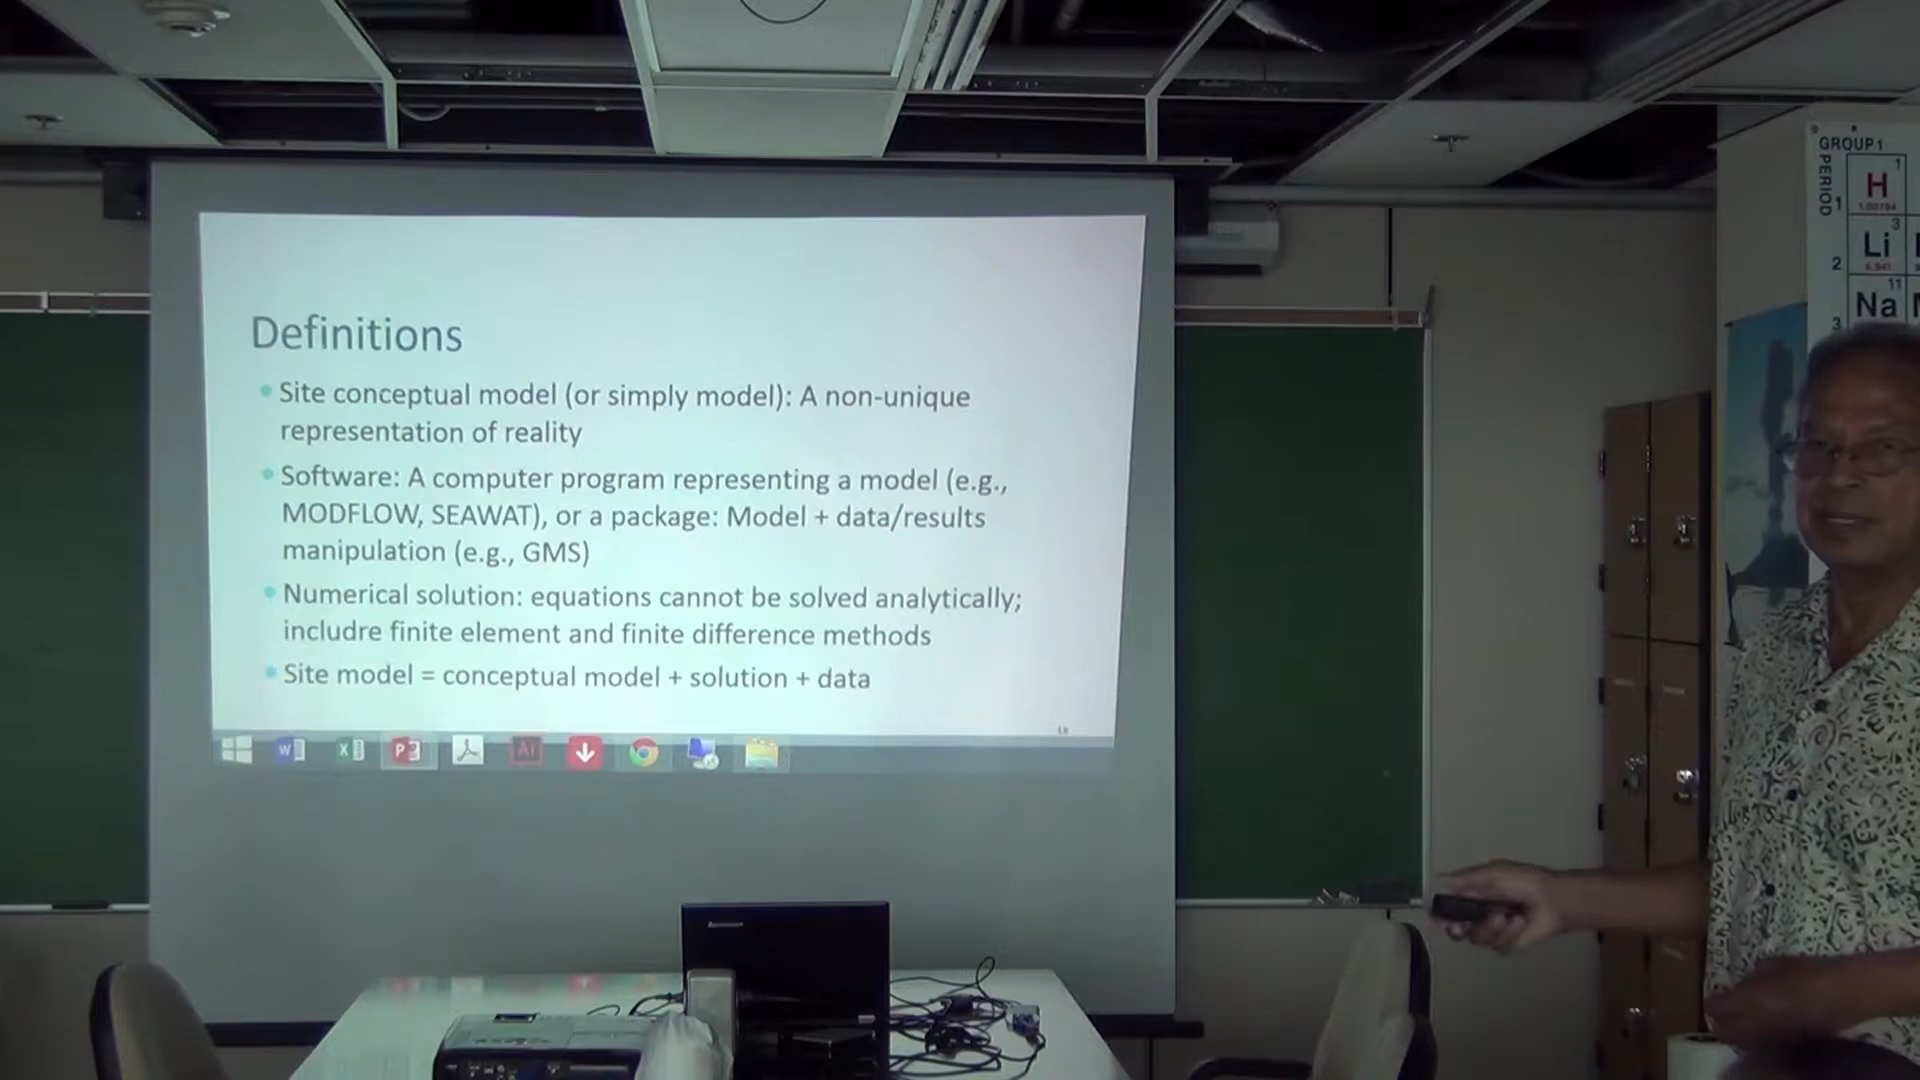 Definitions
Site conceptual model (or simply model): A non-unique
representation of reality
Software: A computer program representing a model (e.g.,
MODFLOW, SEAWAT), or a package: Model + data/results
manipulation (e.g., GMS)
Numerical solution: equations cannot be solved analytically;
includre finite element and finite difference methods
Site model = conceptual model + solution + data
18
W X P Ai
GROUP 1
PERIOD
1
1
H
1.00794
3
2
Li
6.941
11
3
Na